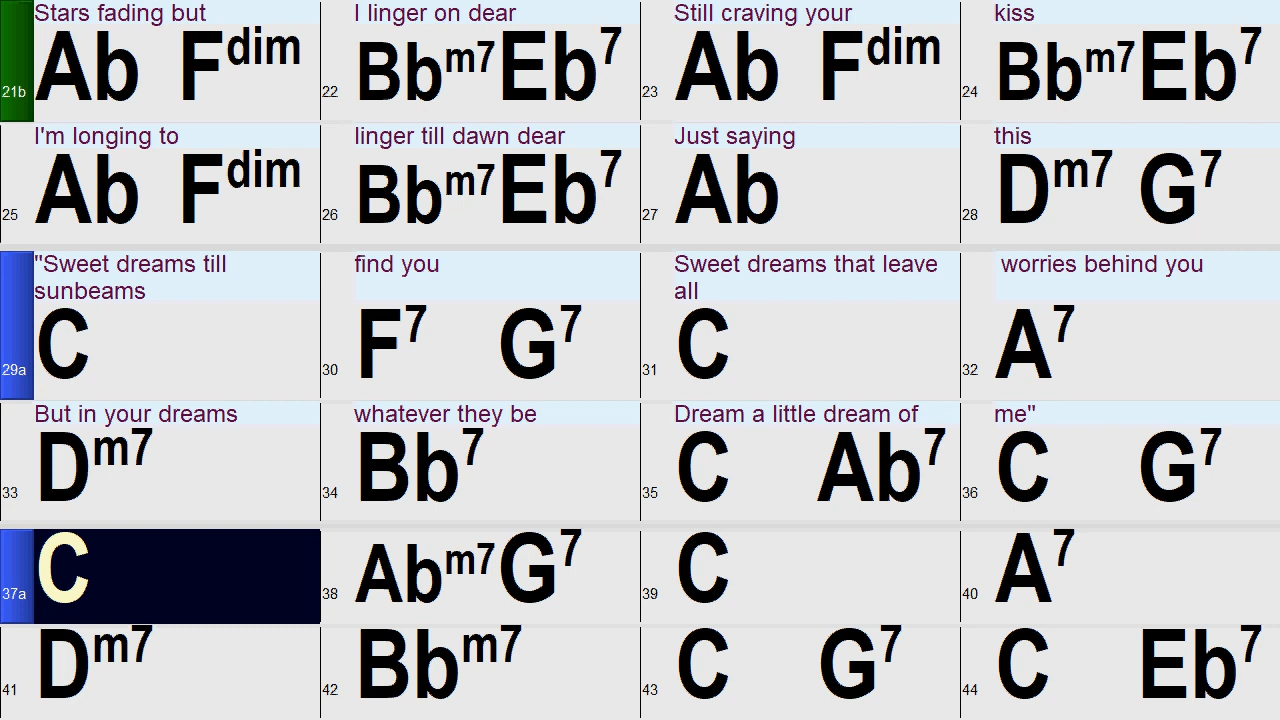 Stars fading but I linger on dear Still craving your kiss
21b Ab Fdim 22 Bbm7 Eb7 23 Ab Fdim 24 Bbm7 Eb7
I'm longing to linger till dawn dear Just saying this
25 Ab Fdim 26 Bbm7 Eb7 27 Ab 28 Dm7 G7
"Sweet dreams till find you Sweet dreams that leave worries behind you
sunbeams all
29a C 30 F7 G7 31 C 32 A7
But in your dreams whatever they be Dream a little dream of me"
33 Dm7 34 Bb7 35 C Ab7 36 C G7
37a C 38 Abm7 G7 39 C 40 A7
41 Dm7 42 Bbm7 43 C G7 44 C Eb7